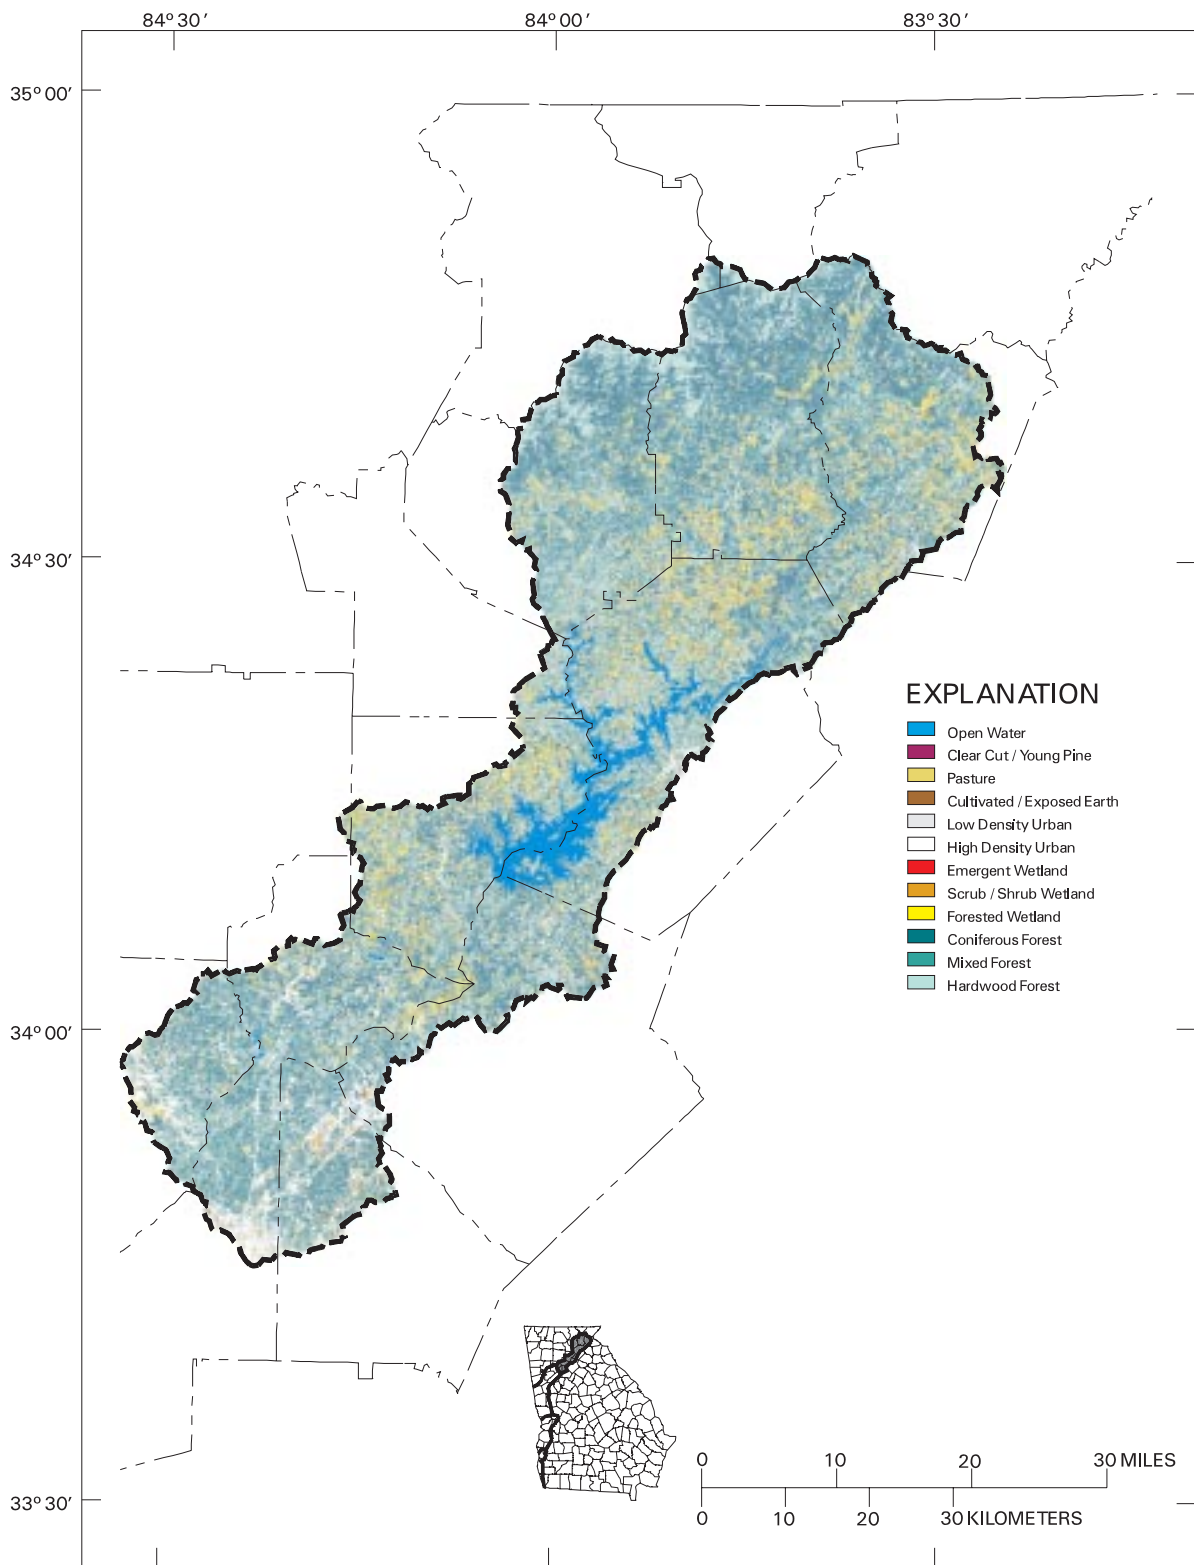 84° 30′ 84° 00′ 83° 30′
35° 00′
34° 30′
34° 00′
33° 30′
EXPLANATION
Open Water
Clear Cut / Young Pine
Pasture
Cultivated / Exposed Earth
Low Density Urban
High Density Urban
Emergent Wetland
Scrub / Shrub Wetland
Forested Wetland
Coniferous Forest
Mixed Forest
Hardwood Forest
0 10 20 30 MILES
0 10 20 30 KILOMETERS